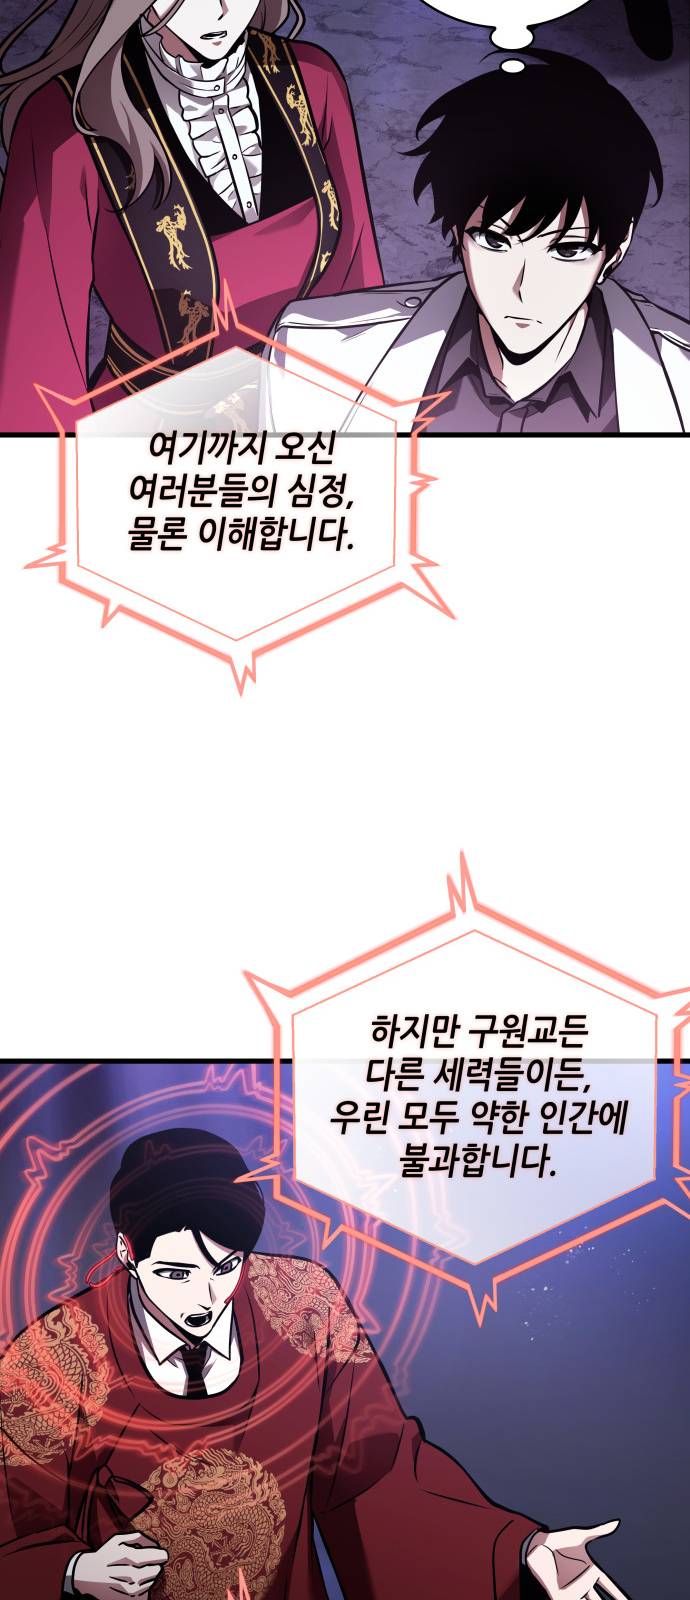 여기까지 오신
여러분들의 심정,
물론 이해합니다.
하지만 구원교든
다른 세력들이든,
우린 모두 약한 인간에
불과합니다.